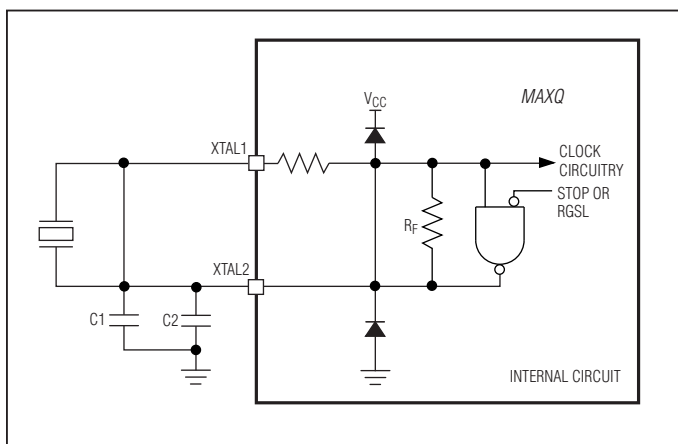 MAXQ
VCC
XTAL1
CLOCK
CIRCUITRY
STOP OR
RGSL
RF
XTAL2
C1
C2
INTERNAL CIRCUIT